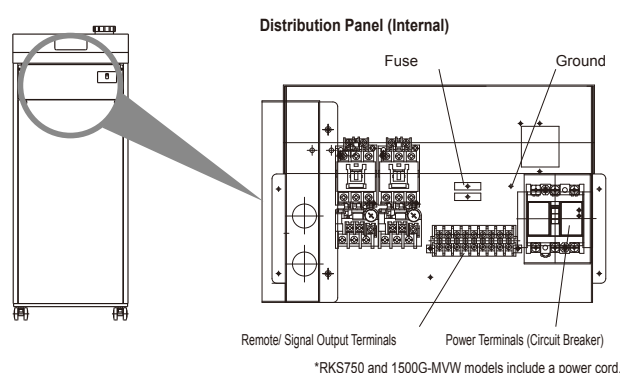 Distribution Panel (Internal)
Fuse
Ground
Remote/ Signal Output Terminals
Power Terminals (Circuit Breaker)
*RKS750 and 1500G-MVW models include a power cord.